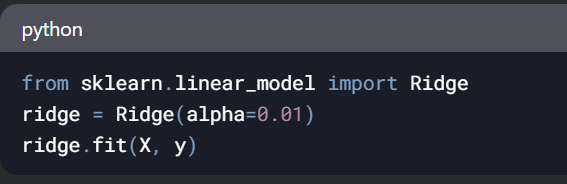 python
from sklearn.linear_model import Ridge
ridge = Ridge(alpha=0.01)
ridge.fit(X, y)